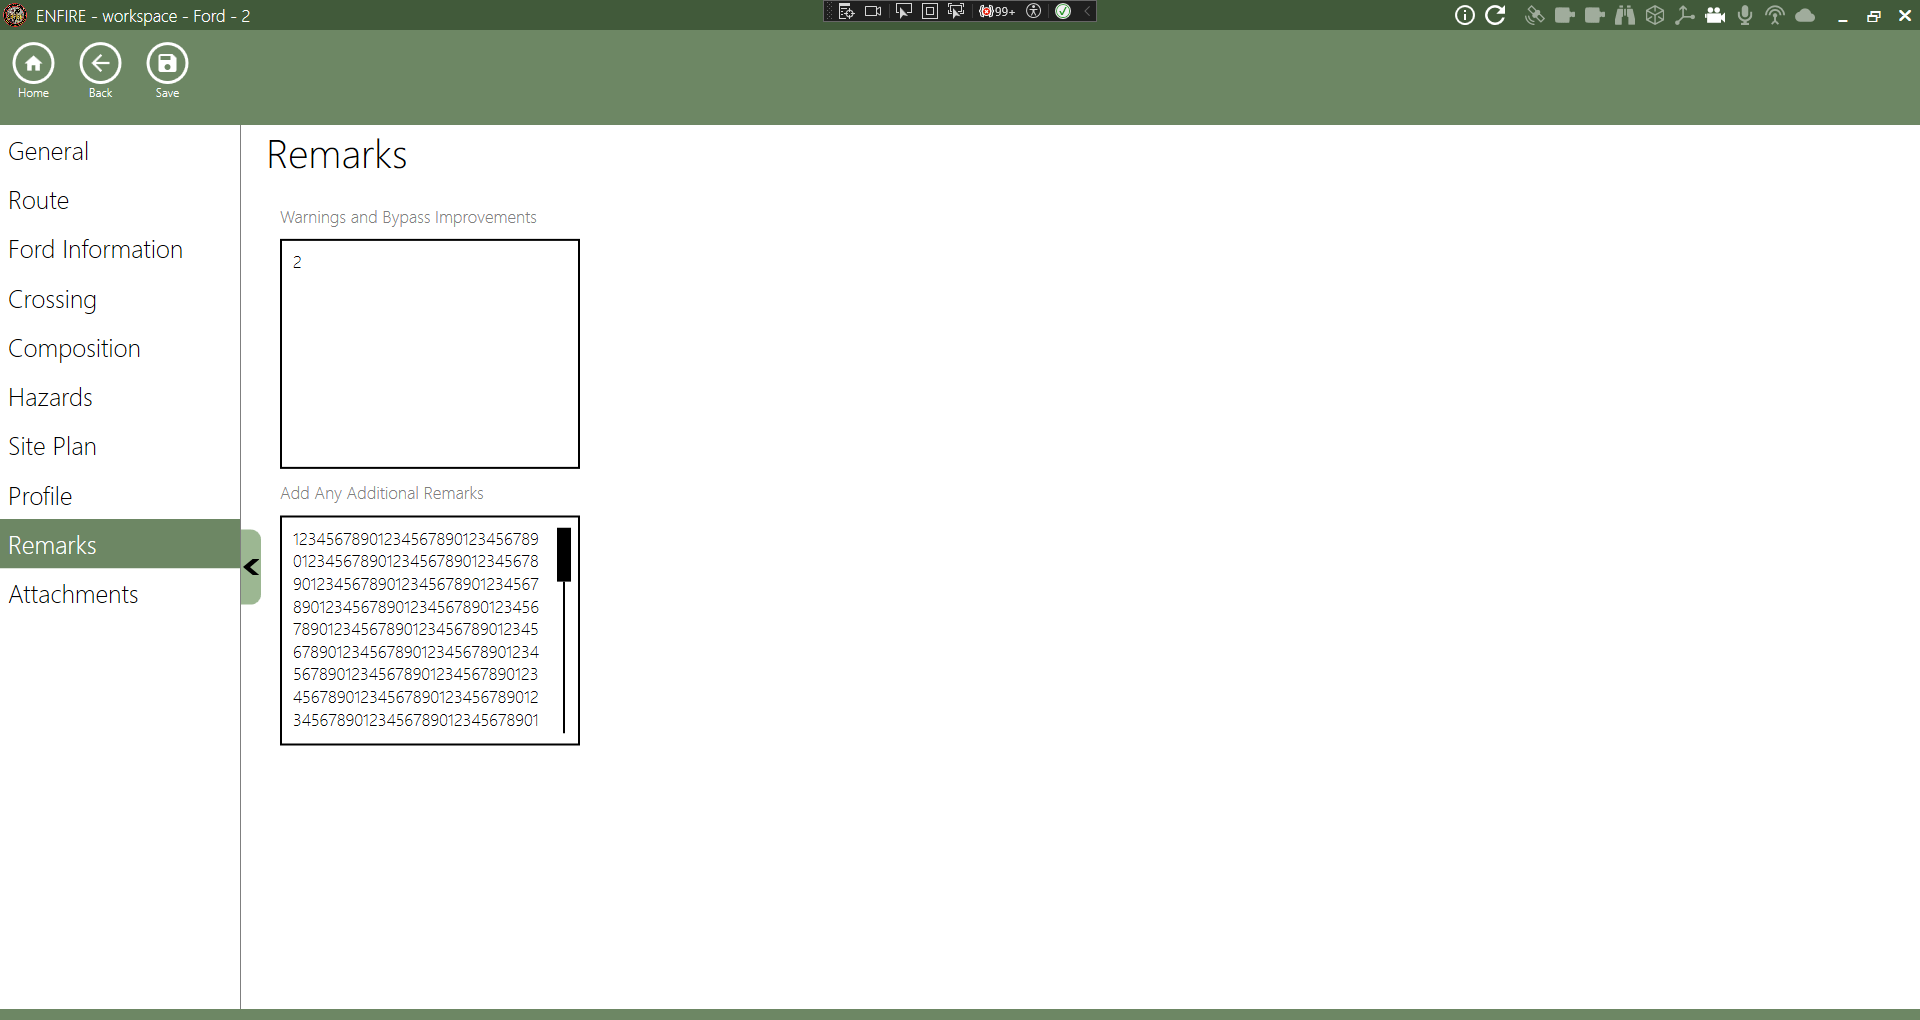 ENFIRE - workspace - Ford - 2
99+
Home
Back
Save
General
Route
Ford Information
Crossing
Composition
Hazards
Site Plan
Profile
Remarks
Attachments
Remarks
Warnings and Bypass Improvements
2
Add Any Additional Remarks
12345678901234567890123456789
01234567890123456789012345678
90123456789012345678901234567
89012345678901234567890123456
78901234567890123456789012345
67890123456789012345678901234
56789012345678901234567890123
45678901234567890123456789012
34567890123456789012345678901